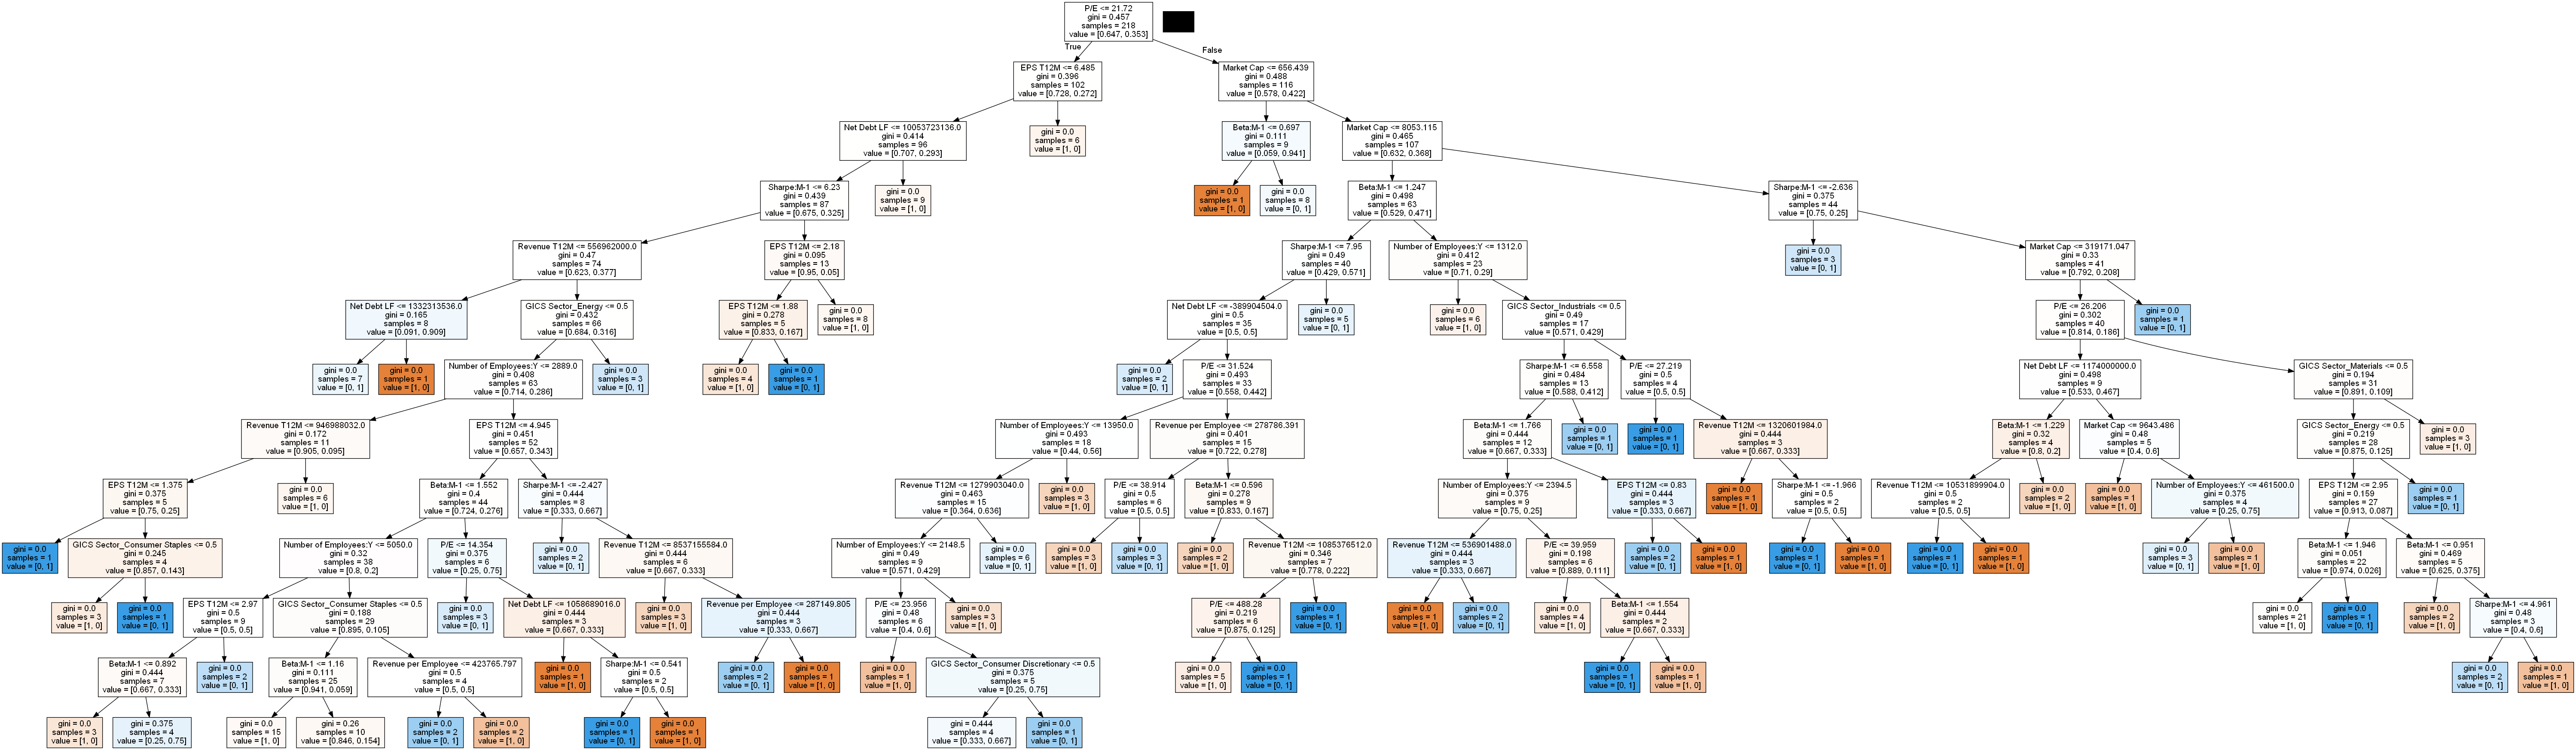 P/E <= 21.72
gini = 0.457
samples = 218
value = [0.647, 0.353]
True
False
EPS T12M <= 6.485
gini = 0.396
samples = 102
value = [0.728, 0.272]
Market Cap <= 656.439
gini = 0.488
samples = 116
value = [0.578, 0.422]
Net Debt LF <= 10053723136.0
gini = 0.414
samples = 96
value = [0.707, 0.293]
gini = 0.0
samples = 6
value = [1, 0]
Beta:M-1 <= 0.697
gini = 0.111
samples = 9
value = [0.059, 0.941]
Market Cap <= 8053.115
gini = 0.465
samples = 107
value = [0.632, 0.368]
Sharpe:M-1 <= 6.23
gini = 0.439
samples = 87
value = [0.675, 0.325]
gini = 0.0
samples = 9
value = [1, 0]
gini = 0.0
samples = 1
value = [1, 0]
gini = 0.0
samples = 8
value = [0, 1]
Beta:M-1 <= 1.247
gini = 0.498
samples = 63
value = [0.529, 0.471]
Sharpe:M-1 <= -2.636
gini = 0.375
samples = 44
value = [0.75, 0.25]
Revenue T12M <= 556962000.0
gini = 0.47
samples = 74
value = [0.623, 0.377]
EPS T12M <= 2.18
gini = 0.095
samples = 13
value = [0.95, 0.05]
Sharpe:M-1 <= 7.95
gini = 0.49
samples = 40
value = [0.429, 0.571]
Number of Employees:Y <= 1312.0
gini = 0.412
samples = 23
value = [0.71, 0.29]
gini = 0.0
samples = 3
value = [0, 1]
Market Cap <= 319171.047
gini = 0.33
samples = 41
value = [0.792, 0.208]
Net Debt LF <= 1332313536.0
gini = 0.165
samples = 8
value = [0.091, 0.909]
GICS Sector_Energy <= 0.5
gini = 0.432
samples = 66
value = [0.684, 0.316]
EPS T12M <= 1.88
gini = 0.278
samples = 5
value = [0.833, 0.167]
gini = 0.0
samples = 8
value = [1, 0]
Net Debt LF <= -389904504.0
gini = 0.5
samples = 35
value = [0.5, 0.5]
gini = 0.0
samples = 5
value = [0, 1]
gini = 0.0
samples = 6
value = [1, 0]
GICS Sector_Industrials <= 0.5
gini = 0.49
samples = 17
value = [0.571, 0.429]
P/E <= 26.206
gini = 0.302
samples = 40
value = [0.814, 0.186]
gini = 0.0
samples = 1
value = [0, 1]
gini = 0.0
samples = 7
value = [0, 1]
gini = 0.0
samples = 1
value = [1, 0]
Number of Employees:Y <= 2889.0
gini = 0.408
samples = 63
value = [0.714, 0.286]
gini = 0.0
samples = 3
value = [0, 1]
gini = 0.0
samples = 4
value = [1, 0]
gini = 0.0
samples = 1
value = [0, 1]
gini = 0.0
samples = 2
value = [0, 1]
P/E <= 31.524
gini = 0.493
samples = 33
value = [0.558, 0.442]
Sharpe:M-1 <= 6.558
gini = 0.484
samples = 13
value = [0.588, 0.412]
P/E <= 27.219
gini = 0.5
samples = 4
value = [0.5, 0.5]
Net Debt LF <= 1174000000.0
gini = 0.498
samples = 9
value = [0.533, 0.467]
GICS Sector_Materials <= 0.5
gini = 0.194
samples = 31
value = [0.891, 0.109]
Revenue T12M <= 946988032.0
gini = 0.172
samples = 11
value = [0.905, 0.095]
EPS T12M <= 4.945
gini = 0.451
samples = 52
value = [0.657, 0.343]
Number of Employees:Y <= 13950.0
gini = 0.493
samples = 18
value = [0.44, 0.56]
Revenue per Employee <= 278786.391
gini = 0.401
samples = 15
value = [0.722, 0.278]
Beta:M-1 <= 1.766
gini = 0.444
samples = 12
value = [0.667, 0.333]
gini = 0.0
samples = 1
value = [0, 1]
gini = 0.0
samples = 1
value = [0, 1]
Revenue T12M <= 1320601984.0
gini = 0.444
samples = 3
value = [0.667, 0.333]
Beta:M-1 <= 1.229
gini = 0.32
samples = 4
value = [0.8, 0.2]
Market Cap <= 9643.486
gini = 0.48
samples = 5
value = [0.4, 0.6]
GICS Sector_Energy <= 0.5
gini = 0.219
samples = 28
value = [0.875, 0.125]
gini = 0.0
samples = 3
value = [1, 0]
EPS T12M <= 1.375
gini = 0.375
samples = 5
value = [0.75, 0.25]
gini = 0.0
samples = 6
value = [1, 0]
Beta:M-1 <= 1.552
gini = 0.4
samples = 44
value = [0.724, 0.276]
Sharpe:M-1 <= -2.427
gini = 0.444
samples = 8
value = [0.333, 0.667]
Revenue T12M <= 1279903040.0
gini = 0.463
samples = 15
value = [0.364, 0.636]
gini = 0.0
samples = 3
value = [1, 0]
P/E <= 38.914
gini = 0.5
samples = 6
value = [0.5, 0.5]
Beta:M-1 <= 0.596
gini = 0.278
samples = 9
value = [0.833, 0.167]
Number of Employees:Y <= 2394.5
gini = 0.375
samples = 9
value = [0.75, 0.25]
EPS T12M <= 0.83
gini = 0.444
samples = 3
value = [0.333, 0.667]
gini = 0.0
samples = 1
value = [1, 0]
Sharpe:M-1 <= -1.966
gini = 0.5
samples = 2
value = [0.5, 0.5]
Revenue T12M <= 10531899904.0
gini = 0.5
samples = 2
value = [0.5, 0.5]
gini = 0.0
samples = 2
value = [1, 0]
gini = 0.0
samples = 1
value = [1, 0]
Number of Employees:Y <= 461500.0
gini = 0.375
samples = 4
value = [0.25, 0.75]
EPS T12M <= 2.95
gini = 0.159
samples = 27
value = [0.913, 0.087]
gini = 0.0
samples = 1
value = [0, 1]
gini = 0.0
samples = 1
value = [0, 1]
GICS Sector_Consumer Staples <= 0.5
gini = 0.245
samples = 4
value = [0.857, 0.143]
Number of Employees:Y <= 5050.0
gini = 0.32
samples = 38
value = [0.8, 0.2]
P/E <= 14.354
gini = 0.375
samples = 6
value = [0.25, 0.75]
gini = 0.0
samples = 2
value = [0, 1]
Revenue T12M <= 8537155584.0
gini = 0.444
samples = 6
value = [0.667, 0.333]
Number of Employees:Y <= 2148.5
gini = 0.49
samples = 9
value = [0.571, 0.429]
gini = 0.0
samples = 6
value = [0, 1]
gini = 0.0
samples = 3
value = [1, 0]
gini = 0.0
samples = 3
value = [0, 1]
gini = 0.0
samples = 2
value = [1, 0]
Revenue T12M <= 1085376512.0
gini = 0.346
samples = 7
value = [0.778, 0.222]
Revenue T12M <= 536901488.0
gini = 0.444
samples = 3
value = [0.333, 0.667]
P/E <= 39.959
gini = 0.198
samples = 6
value = [0.889, 0.111]
gini = 0.0
samples = 2
value = [0, 1]
gini = 0.0
samples = 1
value = [1, 0]
gini = 0.0
samples = 1
value = [0, 1]
gini = 0.0
samples = 1
value = [1, 0]
gini = 0.0
samples = 1
value = [0, 1]
gini = 0.0
samples = 1
value = [1, 0]
gini = 0.0
samples = 3
value = [0, 1]
gini = 0.0
samples = 1
value = [1, 0]
Beta:M-1 <= 1.946
gini = 0.051
samples = 22
value = [0.974, 0.026]
Beta:M-1 <= 0.951
gini = 0.469
samples = 5
value = [0.625, 0.375]
gini = 0.0
samples = 3
value = [1, 0]
gini = 0.0
samples = 1
value = [0, 1]
EPS T12M <= 2.97
gini = 0.5
samples = 9
value = [0.5, 0.5]
GICS Sector_Consumer Staples <= 0.5
gini = 0.188
samples = 29
value = [0.895, 0.105]
gini = 0.0
samples = 3
value = [0, 1]
Net Debt LF <= 1058689016.0
gini = 0.444
samples = 3
value = [0.667, 0.333]
gini = 0.0
samples = 3
value = [1, 0]
Revenue per Employee <= 287149.805
gini = 0.444
samples = 3
value = [0.333, 0.667]
P/E <= 23.956
gini = 0.48
samples = 6
value = [0.4, 0.6]
gini = 0.0
samples = 3
value = [1, 0]
P/E <= 488.28
gini = 0.219
samples = 6
value = [0.875, 0.125]
gini = 0.0
samples = 1
value = [0, 1]
gini = 0.0
samples = 1
value = [1, 0]
gini = 0.0
samples = 2
value = [0, 1]
gini = 0.0
samples = 4
value = [1, 0]
Beta:M-1 <= 1.554
gini = 0.444
samples = 2
value = [0.667, 0.333]
gini = 0.0
samples = 21
value = [1, 0]
gini = 0.0
samples = 1
value = [0, 1]
gini = 0.0
samples = 2
value = [1, 0]
Sharpe:M-1 <= 4.961
gini = 0.48
samples = 3
value = [0.4, 0.6]
Beta:M-1 <= 0.892
gini = 0.444
samples = 7
value = [0.667, 0.333]
gini = 0.0
samples = 2
value = [0, 1]
Beta:M-1 <= 1.16
gini = 0.111
samples = 25
value = [0.941, 0.059]
Revenue per Employee <= 423765.797
gini = 0.5
samples = 4
value = [0.5, 0.5]
gini = 0.0
samples = 1
value = [1, 0]
Sharpe:M-1 <= 0.541
gini = 0.5
samples = 2
value = [0.5, 0.5]
gini = 0.0
samples = 2
value = [0, 1]
gini = 0.0
samples = 1
value = [1, 0]
gini = 0.0
samples = 1
value = [1, 0]
GICS Sector_Consumer Discretionary <= 0.5
gini = 0.375
samples = 5
value = [0.25, 0.75]
gini = 0.0
samples = 5
value = [1, 0]
gini = 0.0
samples = 1
value = [0, 1]
gini = 0.0
samples = 1
value = [0, 1]
gini = 0.0
samples = 1
value = [1, 0]
gini = 0.0
samples = 2
value = [0, 1]
gini = 0.0
samples = 1
value = [1, 0]
gini = 0.0
samples = 3
value = [1, 0]
gini = 0.375
samples = 4
value = [0.25, 0.75]
gini = 0.0
samples = 15
value = [1, 0]
gini = 0.26
samples = 10
value = [0.846, 0.154]
gini = 0.0
samples = 2
value = [0, 1]
gini = 0.0
samples = 2
value = [1, 0]
gini = 0.0
samples = 1
value = [0, 1]
gini = 0.0
samples = 1
value = [1, 0]
gini = 0.444
samples = 4
value = [0.333, 0.667]
gini = 0.0
samples = 1
value = [0, 1]